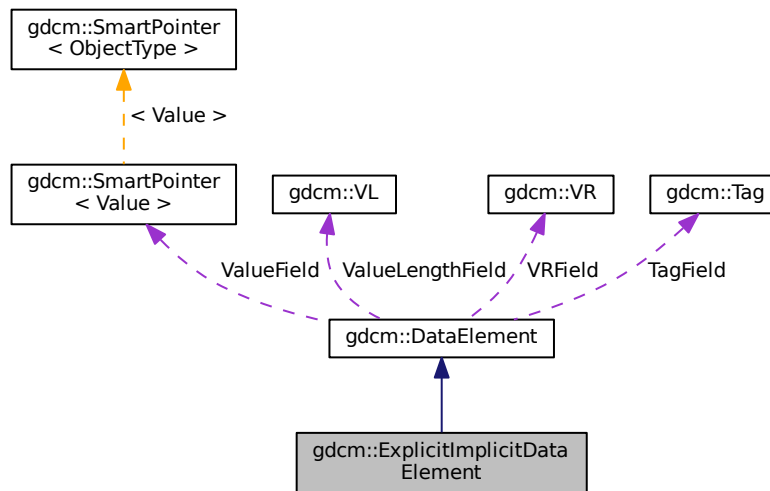 gdcm::SmartPointer
< ObjectType >
< Value >
gdcm::SmartPointer
< Value >
gdcm::VL
gdcm::VR
gdcm::Tag
ValueField
ValueLengthField
VRField
TagField
gdcm::DataElement
gdcm::ExplicitImplicitData
Element